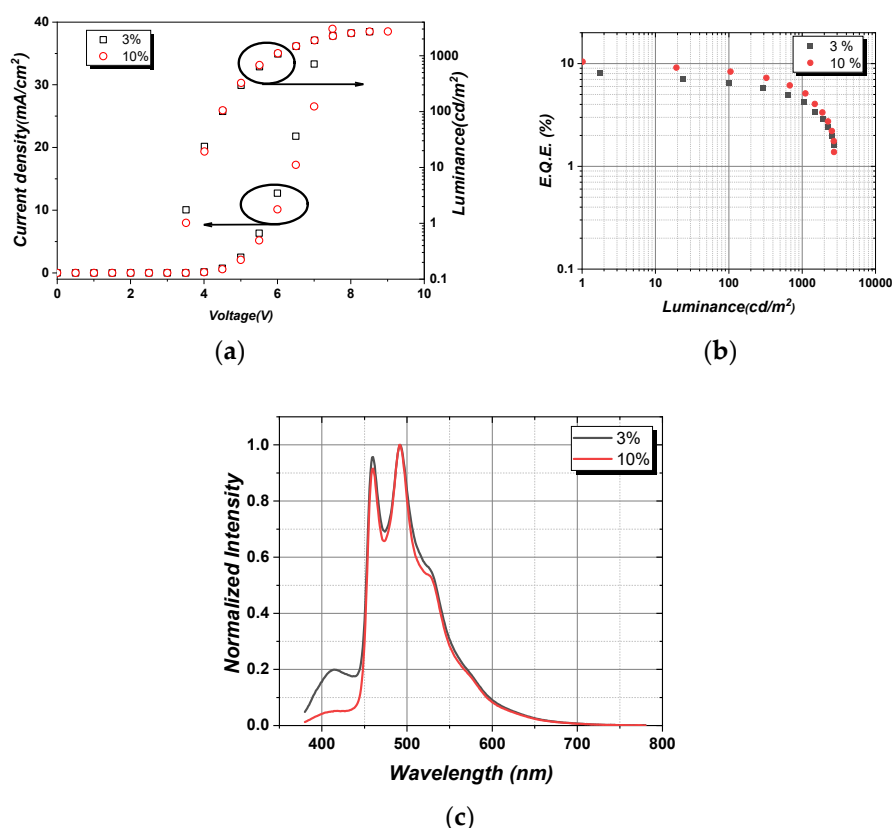 3%
10%
Current density(mA/cm²)
40
30
20
10
0
0 2 4 6 8 10
Voltage(V)
1000
100
10
1
0.1
Luminance(cd/m²)
(a)
3 %
10 %
E.Q.E. (%)
100
10
1
0.1
1 10 100 1000 10000
Luminance(cd/m²)
(b)
3%
10%
Normalized Intensity
1.0
0.8
0.6
0.4
0.2
0.0
400 500 600 700 800
Wavelength (nm)
(c)